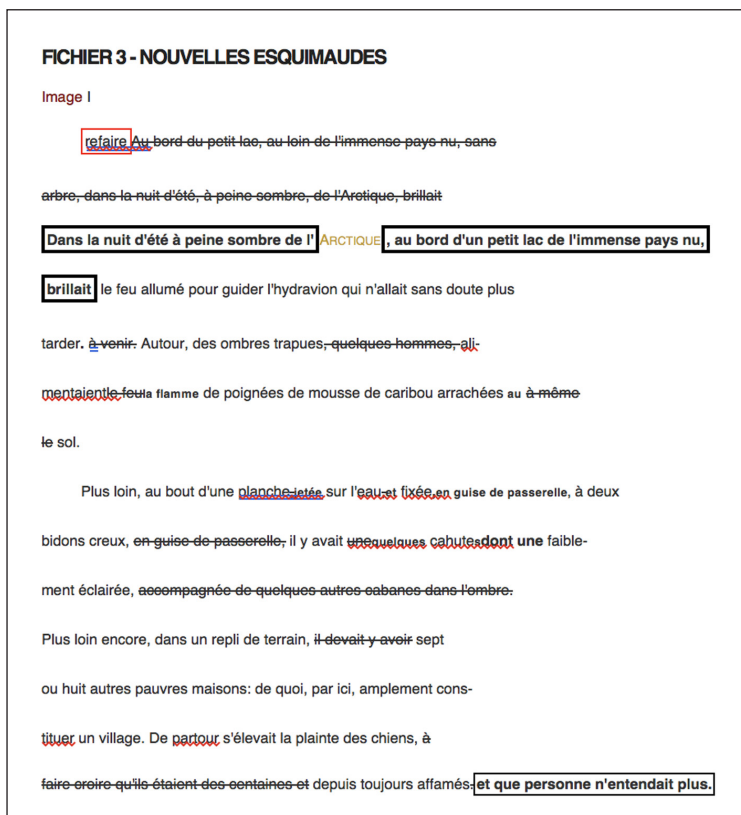 FICHIER 3 - NOUVELLES ESQUIMAUDES
Image I
refaire Au bord du petit lac, au loin de l'immense pays nu, sans
arbre, dans la nuit d'été, à peine sombre, de l'Arctique, brillait
Dans la nuit d'été à peine sombre de l' ARCTIQUE , au bord d'un petit lac de l'immense pays nu,
brillait le feu allumé pour guider l'hydravion qui n'allait sans doute plus
tarder. à venir. Autour, des ombres trapues, quelques hommes, ali-
mentaientle feula flamme de poignées de mousse de caribou arrachées au à même
le sol.
Plus loin, au bout d'une planche jetée sur l'eau et fixée,en guise de passerelle, à deux
bidons creux, en guise de passerelle, il y avait unequelques cahutesdont une faible-
ment éclairée, accompagnée de quelques autres cabanes dans l'ombre.
Plus loin encore, dans un repli de terrain, il devait y avoir sept
ou huit autres pauvres maisons: de quoi, par ici, amplement cons-
tituer un village. De partour s'élevait la plainte des chiens, à
faire croire qu'ils étaient des centaines et depuis toujours affamés. et que personne n'entendait plus.